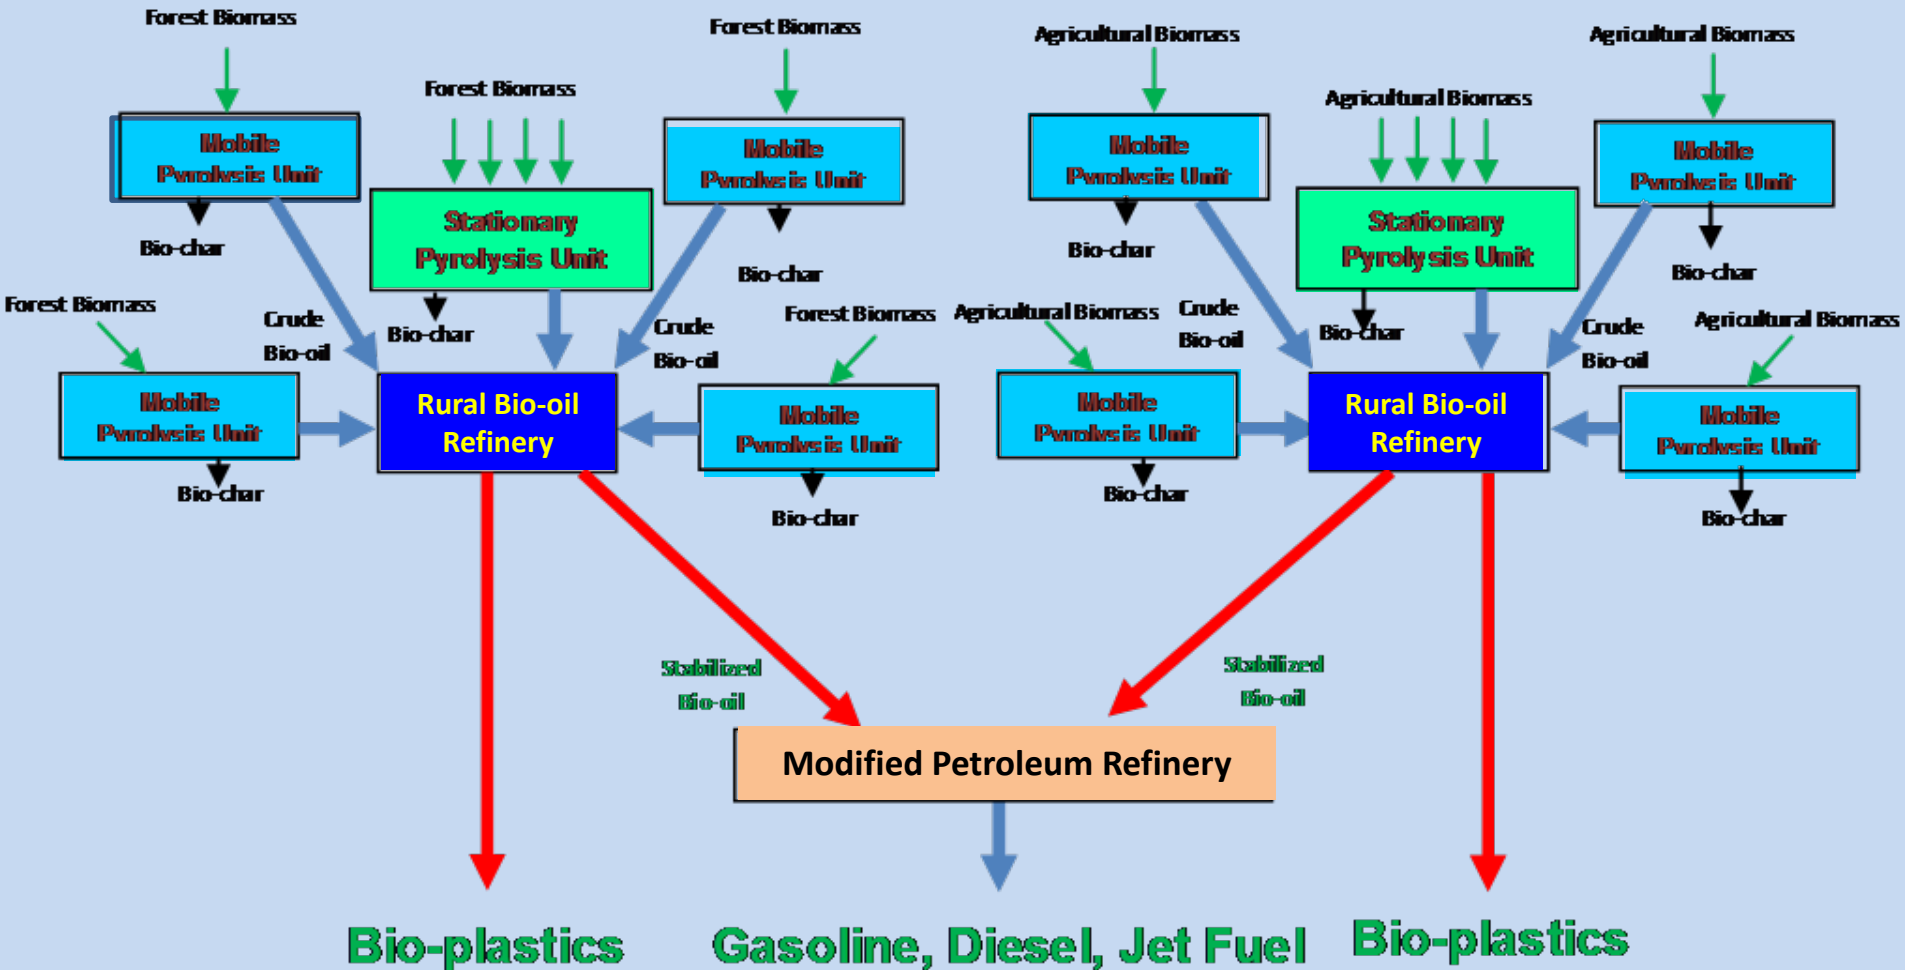 Forest Biomass
Forest Biomass
Agricultural Biomass
Agricultural Biomass
Forest Biomass
Agricultural Biomass
Mobile
Pyrolysis Unit
Mobile
Pyrolysis Unit
Mobile
Pyrolysis Unit
Mobile
Pyrolysis Unit
Stationary
Pyrolysis Unit
Stationary
Pyrolysis Unit
Bio-char
Bio-char
Bio-char
Bio-char
Forest Biomass
Crude
Bio-oil
Bio-char
Crude
Bio-oil
Forest Biomass
Agricultural Biomass
Crude
Bio-oil
Bio-char
Crude
Bio-oil
Agricultural Biomass
Mobile
Pyrolysis Unit
Rural Bio-oil
Refinery
Mobile
Pyrolysis Unit
Mobile
Pyrolysis Unit
Rural Bio-oil
Refinery
Mobile
Pyrolysis Unit
Bio-char
Bio-char
Bio-char
Bio-char
Stabilized
Bio-oil
Stabilized
Bio-oil
Modified Petroleum Refinery
Bio-plastics
Gasoline, Diesel, Jet Fuel
Bio-plastics